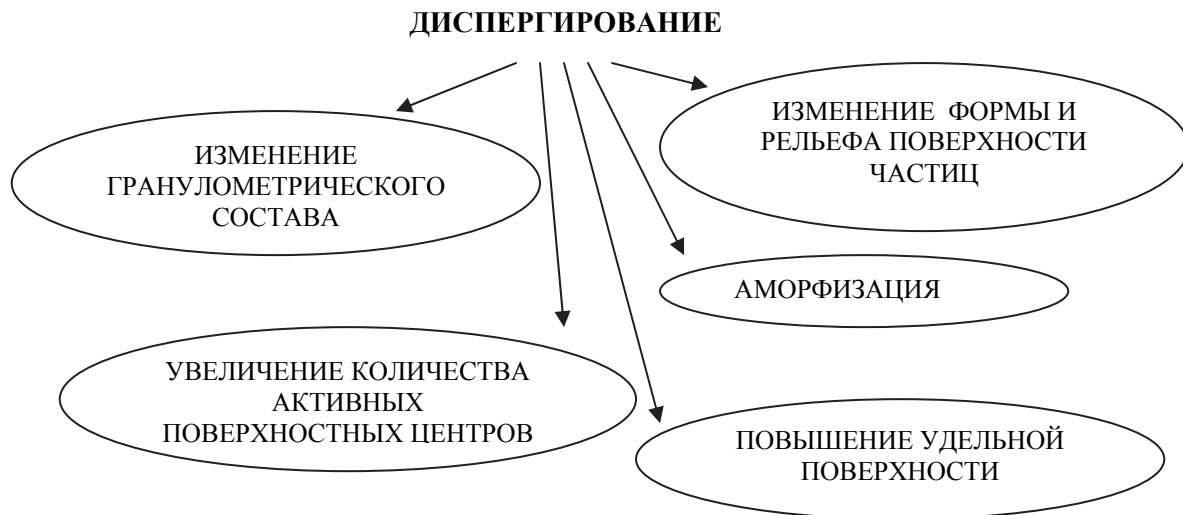 ДИСПЕРГИРОВАНИЕ
ИЗМЕНЕНИЕ
ГРАНУЛОМЕТРИЧЕСКОГО
СОСТАВА
ИЗМЕНЕНИЕ ФОРМЫ И
РЕЛЬЕФА ПОВЕРХНОСТИ
ЧАСТИЦ
АМОРФИЗАЦИЯ
УВЕЛИЧЕНИЕ КОЛИЧЕСТВА
АКТИВНЫХ
ПОВЕРХНОСТНЫХ ЦЕНТРОВ
ПОВЫШЕНИЕ УДЕЛЬНОЙ
ПОВЕРХНОСТИ